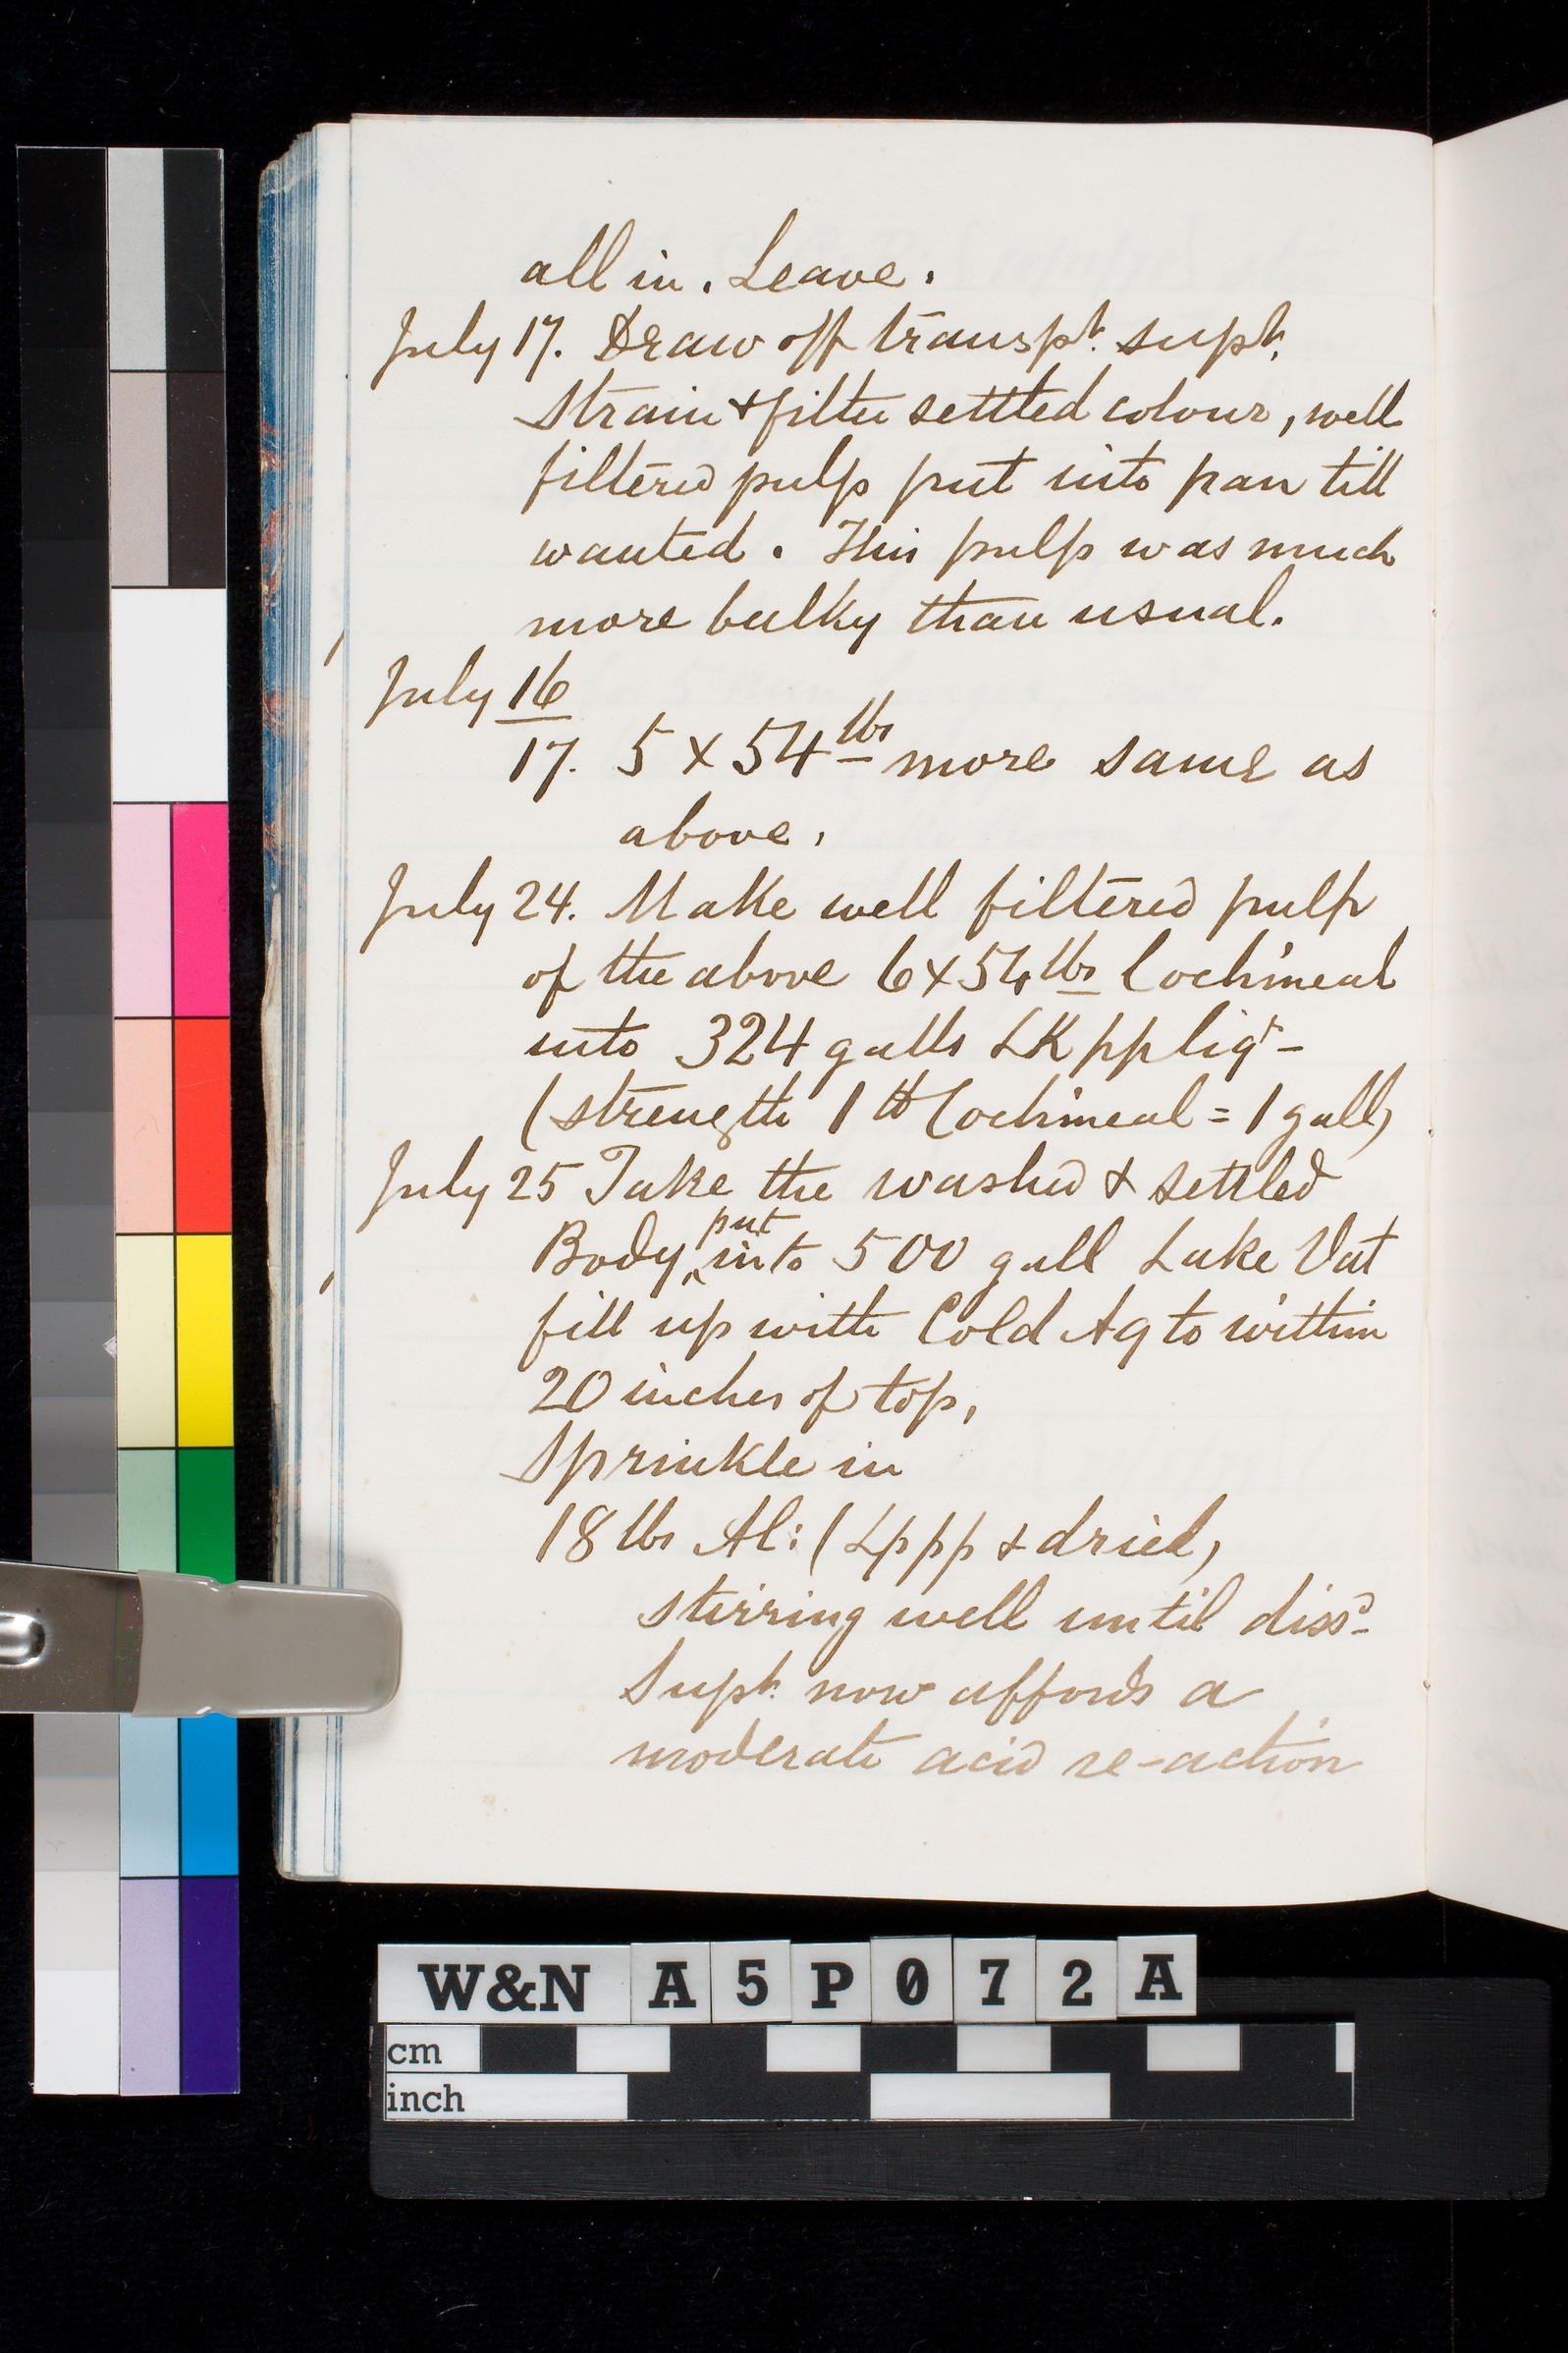 all in. Leave.
July 17. Draw off transpt. supt.
Strain & filter settled colour, well
filtered pulp put into pan till
wanted. This pulp was much
more bulky than usual.
July 16
17. 5 x 54 lbs more same as
above.
July 24. Make well filtered pulp
of the above 6 x 54 lbs Cochineal
into 324 galls LK pp liqr
(strength 1 lb Cochineal = 1 gall)
July 25 Take the washed & settled
Body, put into 500 gall Lake Vat
fill up with Cold Aq to within
20 inches of top,
Sprinkle in
18 lbs Al: (Lppp & dried)
stirring well until dissd
Supt. now affords a
moderate acid re-action
W&N A5P072A
cm
inch